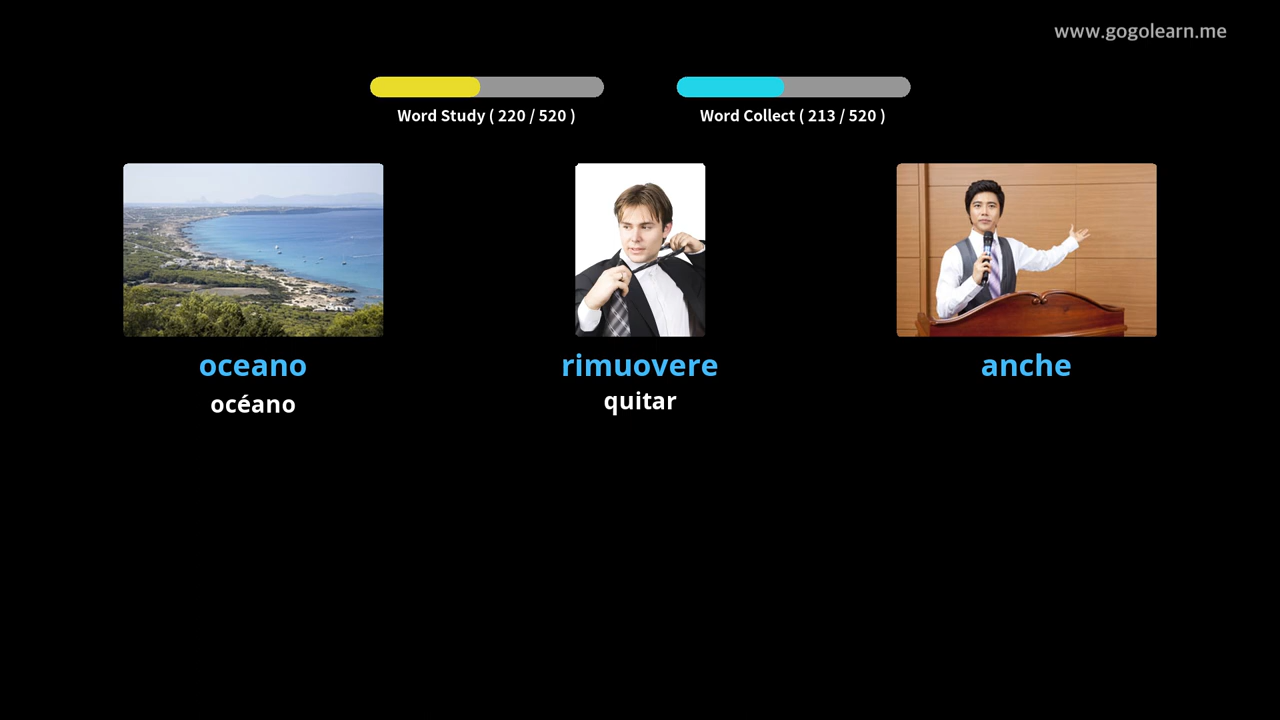 www.gogolearn.me
Word Study ( 220 / 520 )
Word Collect ( 213 / 520 )
oceano
océano
rimuovere
quitar
anche